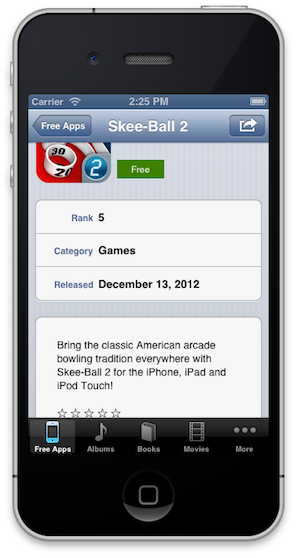 Carrier 2:25 PM
Free Apps Skee-Ball 2
30
20 2
Free
Rank 5
Category Games
Released December 13, 2012
Bring the classic American arcade
bowling tradition everywhere with
Skee-Ball 2 for the iPhone, iPad and
iPod Touch!
☆☆☆☆☆
Free Apps Albums Books Movies More